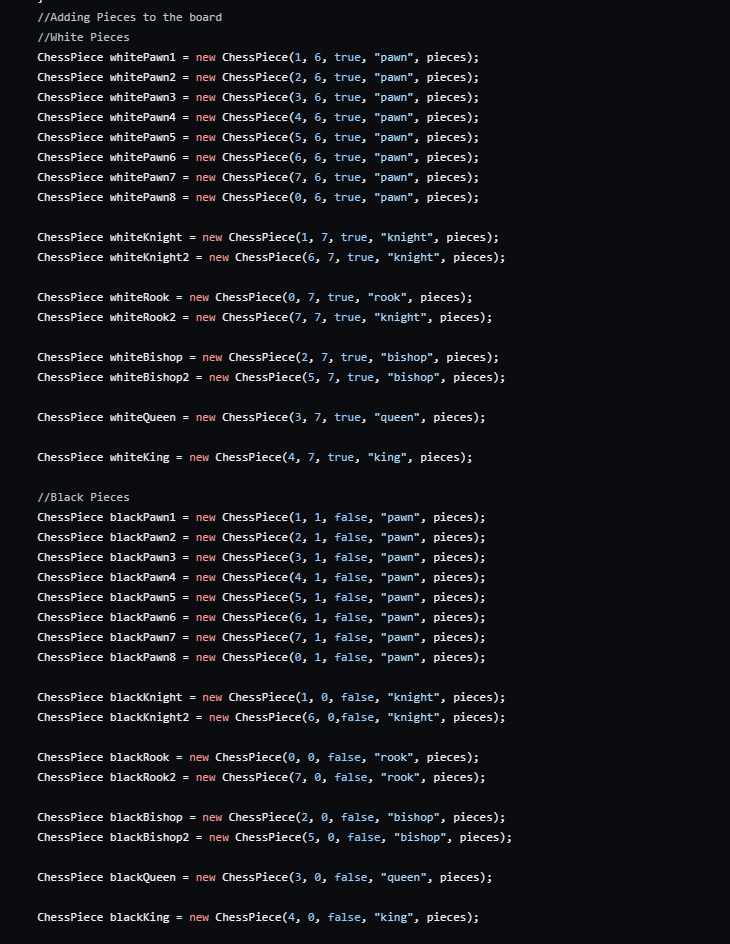 }
//Adding Pieces to the board
//White Pieces
ChessPiece whitePawn1 = new ChessPiece(1, 6, true, "pawn", pieces);
ChessPiece whitePawn2 = new ChessPiece(2, 6, true, "pawn", pieces);
ChessPiece whitePawn3 = new ChessPiece(3, 6, true, "pawn", pieces);
ChessPiece whitePawn4 = new ChessPiece(4, 6, true, "pawn", pieces);
ChessPiece whitePawn5 = new ChessPiece(5, 6, true, "pawn", pieces);
ChessPiece whitePawn6 = new ChessPiece(6, 6, true, "pawn", pieces);
ChessPiece whitePawn7 = new ChessPiece(7, 6, true, "pawn", pieces);
ChessPiece whitePawn8 = new ChessPiece(0, 6, true, "pawn", pieces);
ChessPiece whiteKnight = new ChessPiece(1, 7, true, "knight", pieces);
ChessPiece whiteKnight2 = new ChessPiece(6, 7, true, "knight", pieces);
ChessPiece whiteRook = new ChessPiece(0, 7, true, "rook", pieces);
ChessPiece whiteRook2 = new ChessPiece(7, 7, true, "knight", pieces);
ChessPiece whiteBishop = new ChessPiece(2, 7, true, "bishop", pieces);
ChessPiece whiteBishop2 = new ChessPiece(5, 7, true, "bishop", pieces);
ChessPiece whiteQueen = new ChessPiece(3, 7, true, "queen", pieces);
ChessPiece whiteKing = new ChessPiece(4, 7, true, "king", pieces);
//Black Pieces
ChessPiece blackPawn1 = new ChessPiece(1, 1, false, "pawn", pieces);
ChessPiece blackPawn2 = new ChessPiece(2, 1, false, "pawn", pieces);
ChessPiece blackPawn3 = new ChessPiece(3, 1, false, "pawn", pieces);
ChessPiece blackPawn4 = new ChessPiece(4, 1, false, "pawn", pieces);
ChessPiece blackPawn5 = new ChessPiece(5, 1, false, "pawn", pieces);
ChessPiece blackPawn6 = new ChessPiece(6, 1, false, "pawn", pieces);
ChessPiece blackPawn7 = new ChessPiece(7, 1, false, "pawn", pieces);
ChessPiece blackPawn8 = new ChessPiece(0, 1, false, "pawn", pieces);
ChessPiece blackKnight = new ChessPiece(1, 0, false, "knight", pieces);
ChessPiece blackKnight2 = new ChessPiece(6, 0,false, "knight", pieces);
ChessPiece blackRook = new ChessPiece(0, 0, false, "rook", pieces);
ChessPiece blackRook2 = new ChessPiece(7, 0, false, "rook", pieces);
ChessPiece blackBishop = new ChessPiece(2, 0, false, "bishop", pieces);
ChessPiece blackBishop2 = new ChessPiece(5, 0, false, "bishop", pieces);
ChessPiece blackQueen = new ChessPiece(3, 0, false, "queen", pieces);
ChessPiece blackKing = new ChessPiece(4, 0, false, "king", pieces);